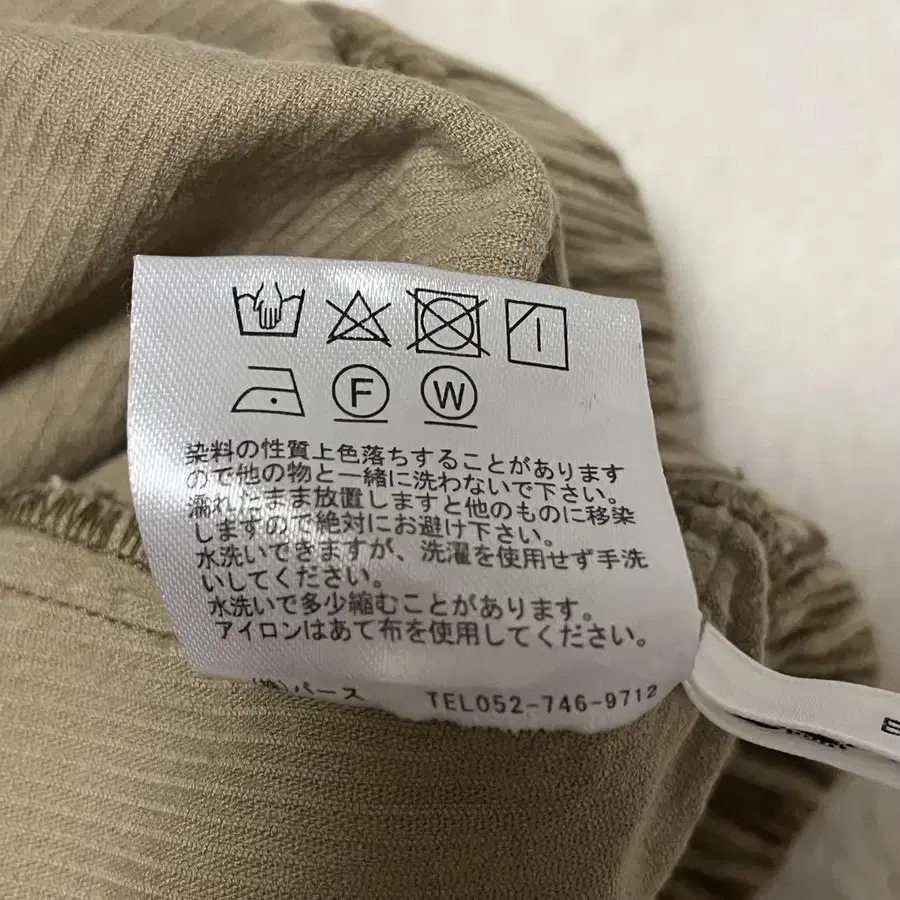 F W
染料の性質上色落ちすることがあります
ので他の物と一緒に洗わないで下さい。
濡れたまま放置しますと他のものに移染
しますので絶対にお避け下さい。
水洗いできますが、洗濯を使用せず手洗
いしてください。
水洗いで多少縮むことがあります。
アイロンはあて布を使用してください。
(株)バース TEL052-746-9712